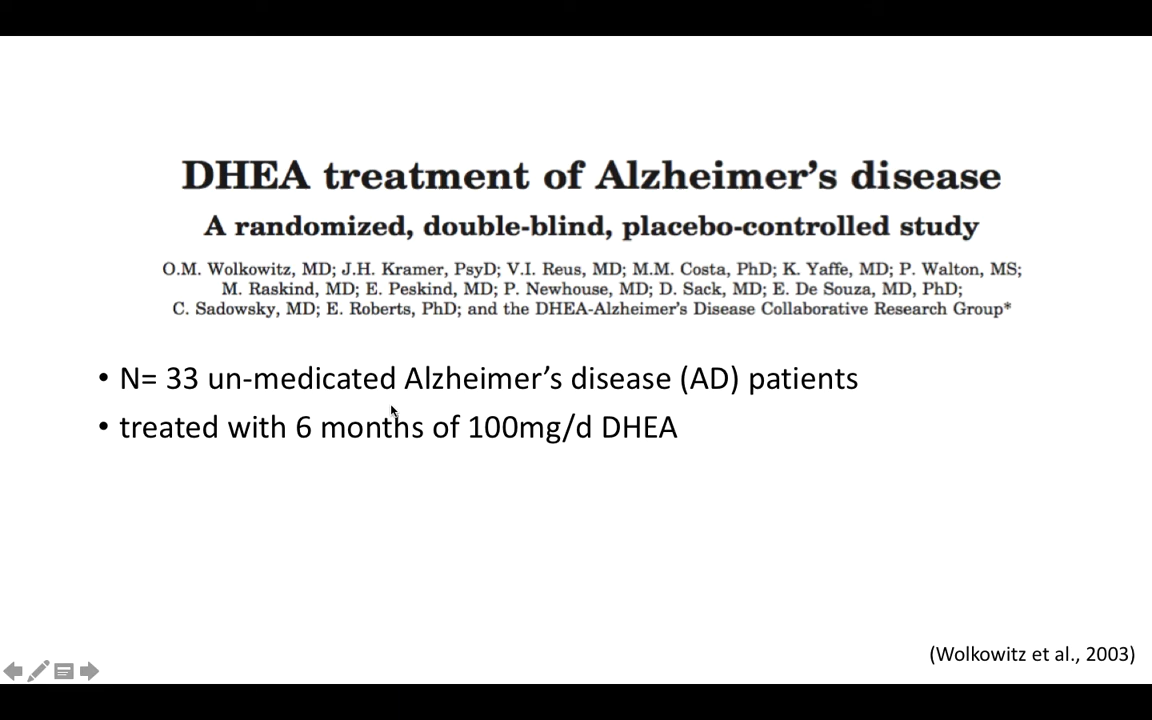 DHEA treatment of Alzheimer’s disease
A randomized, double-blind, placebo-controlled study
O.M. Wolkowitz, MD; J.H. Kramer, PsyD; V.I. Reus, MD; M.M. Costa, PhD; K. Yaffe, MD; P. Walton, MS;
M. Raskind, MD; E. Peskind, MD; P. Newhouse, MD; D. Sack, MD; E. De Souza, MD, PhD;
C. Sadowsky, MD; E. Roberts, PhD; and the DHEA-Alzheimer’s Disease Collaborative Research Group*
• N= 33 un-medicated Alzheimer’s disease (AD) patients
• treated with 6 months of 100mg/d DHEA
(Wolkowitz et al., 2003)